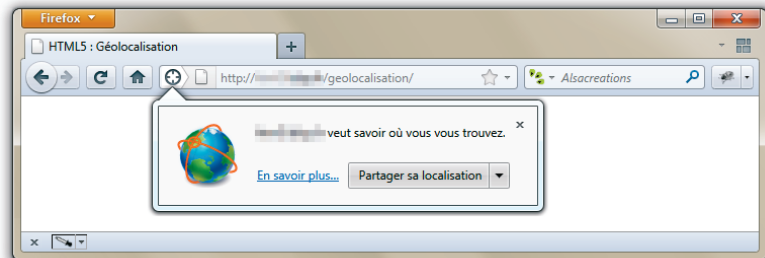 Firefox
HTML5 : Géolocalisation
http:// /geolocalisation/
Alsacreations
veut savoir où vous vous trouvez.
En savoir plus...
Partager sa localisation